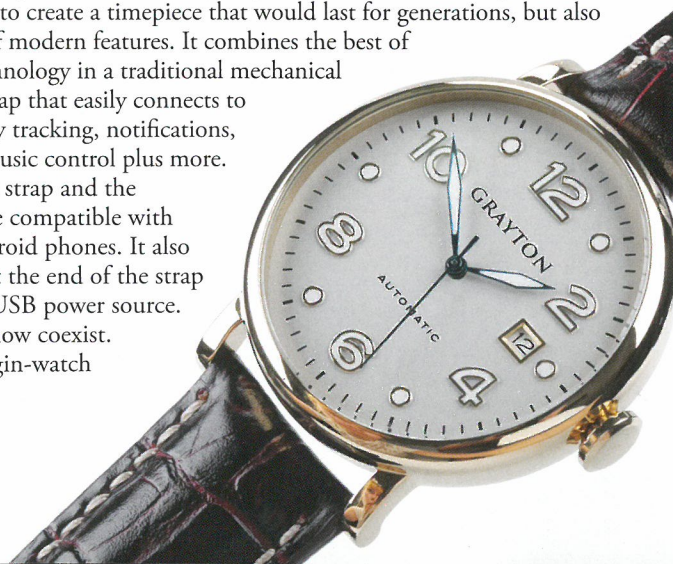 to create a timepiece that would last for generations, but also
f modern features. It combines the best of
hnology in a traditional mechanical
ap that easily connects to
y tracking, notifications,
usic control plus more.
strap and the
e compatible with
roid phones. It also
t the end of the strap
USB power source.
low coexist.
gin-watch
10
12
8
GRAYTON
2
AUTOMATIC
12
6
4